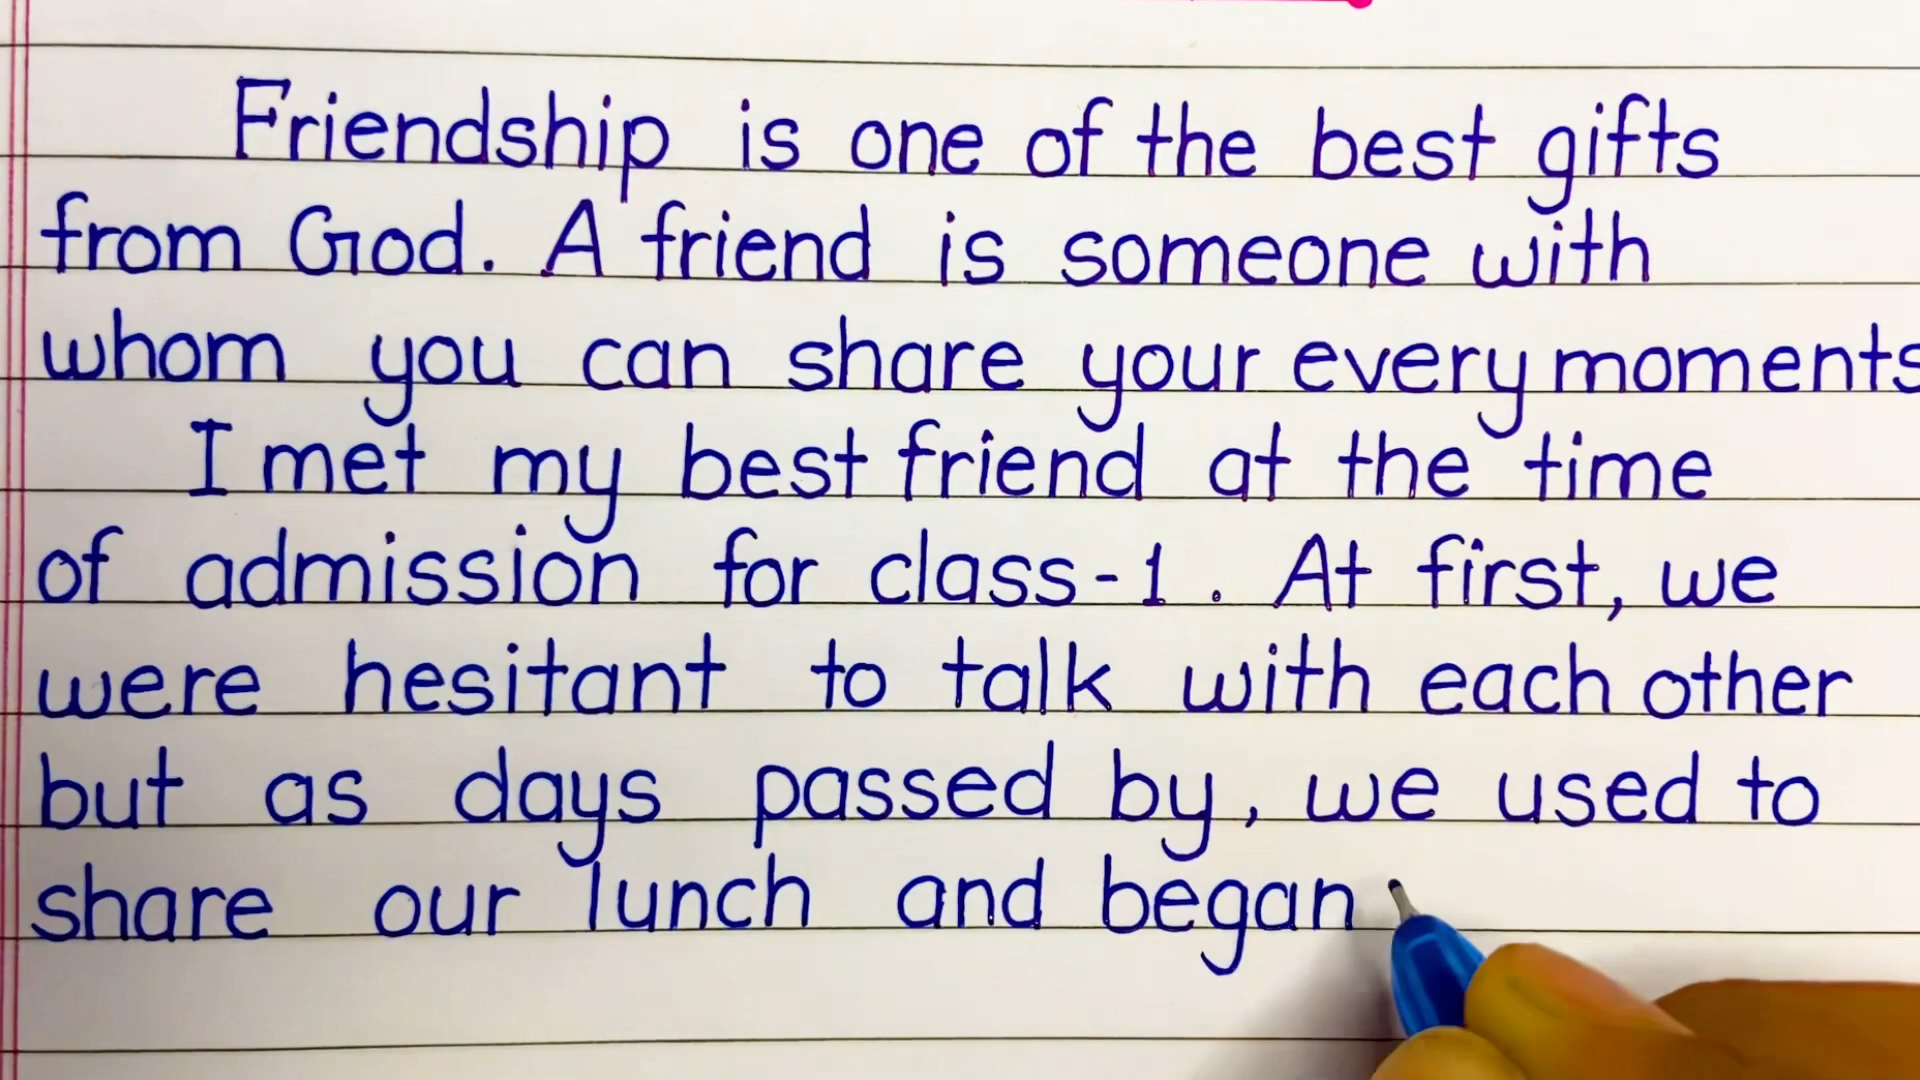 Friendship is one of the best gifts
from God. A friend is someone with
whom you can share your every moments
I met my best friend at the time
of admission for class-1. At first, we
were hesitant to talk with each other
but as days passed by, we used to
share our lunch and began